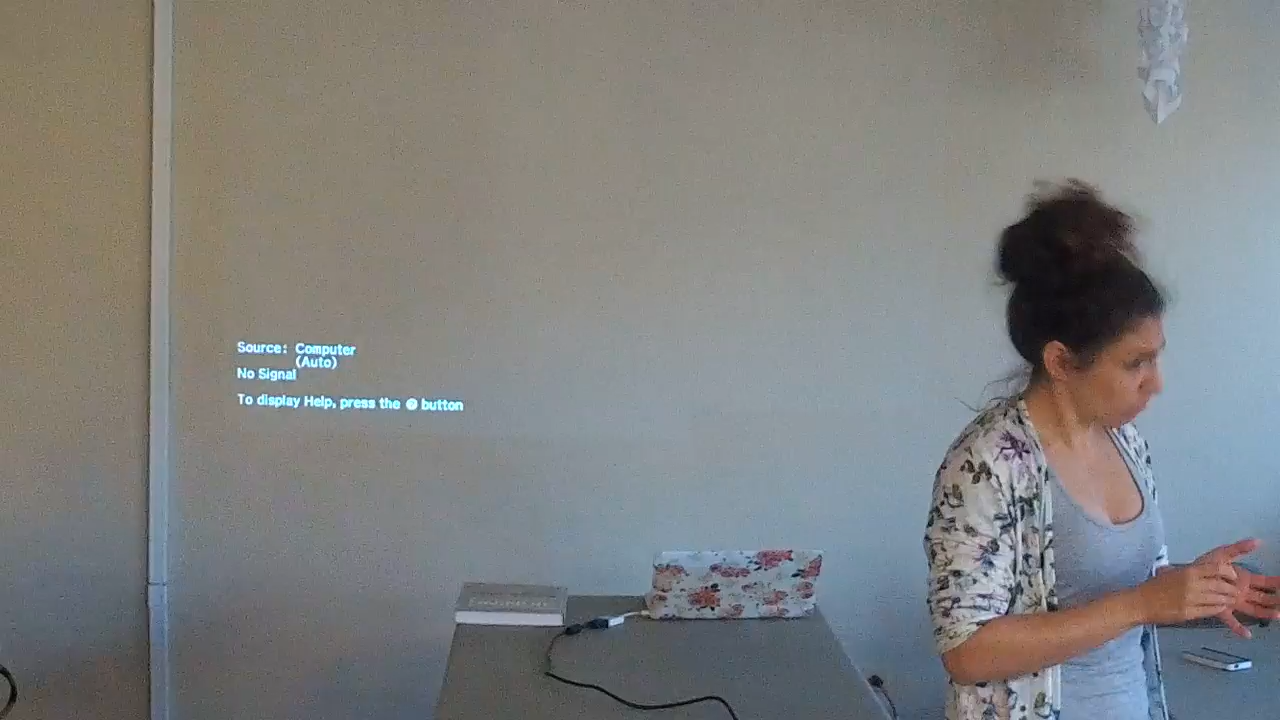 Source: Computer
(Auto)
No Signal
To display Help, press the button